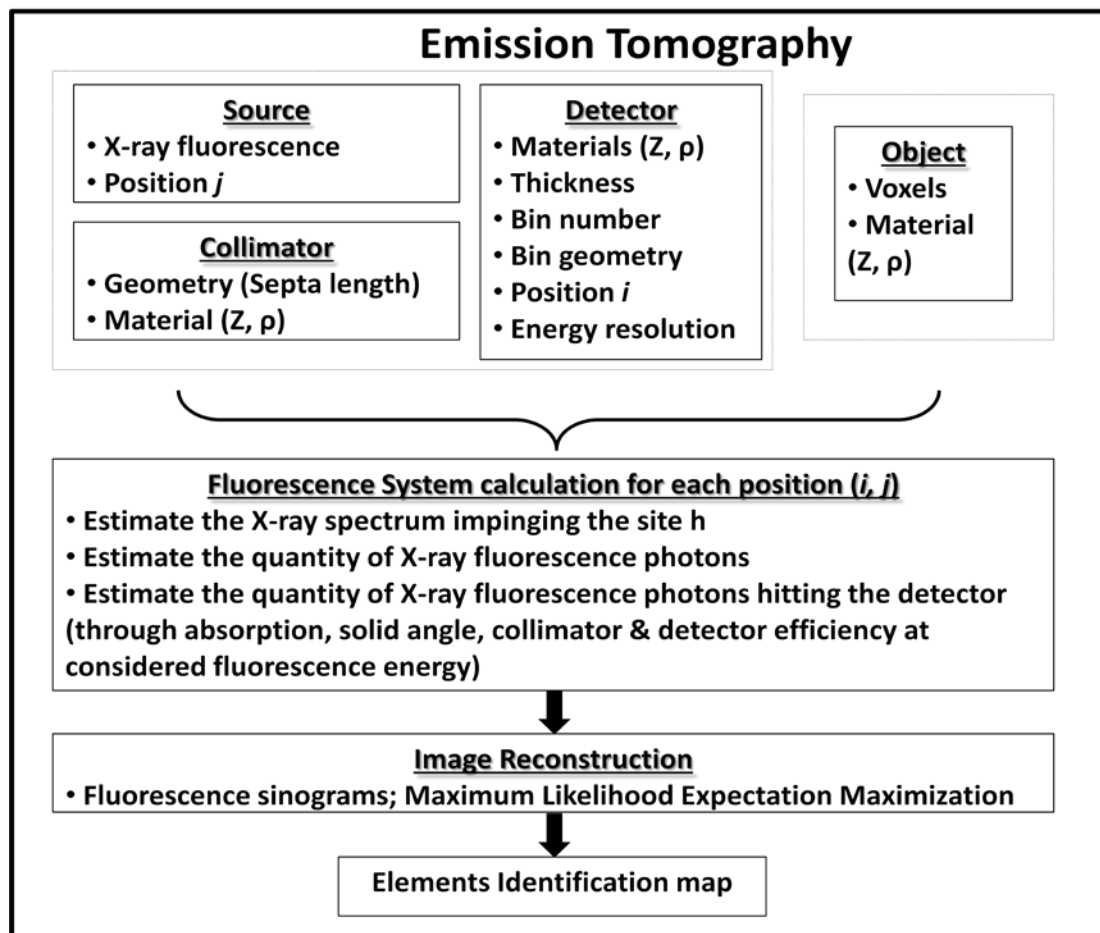 Emission Tomography
Source
• X-ray fluorescence
• Position j
Collimator
• Geometry (Septa length)
• Material (Z, ρ)
Detector
• Materials (Z, ρ)
• Thickness
• Bin number
• Bin geometry
• Position i
• Energy resolution
Object
• Voxels
• Material
(Z, ρ)
Fluorescence System calculation for each position (i, j)
• Estimate the X-ray spectrum impinging the site h
• Estimate the quantity of X-ray fluorescence photons
• Estimate the quantity of X-ray fluorescence photons hitting the detector
(through absorption, solid angle, collimator & detector efficiency at
considered fluorescence energy)
Image Reconstruction
• Fluorescence sinograms; Maximum Likelihood Expectation Maximization
Elements Identification map